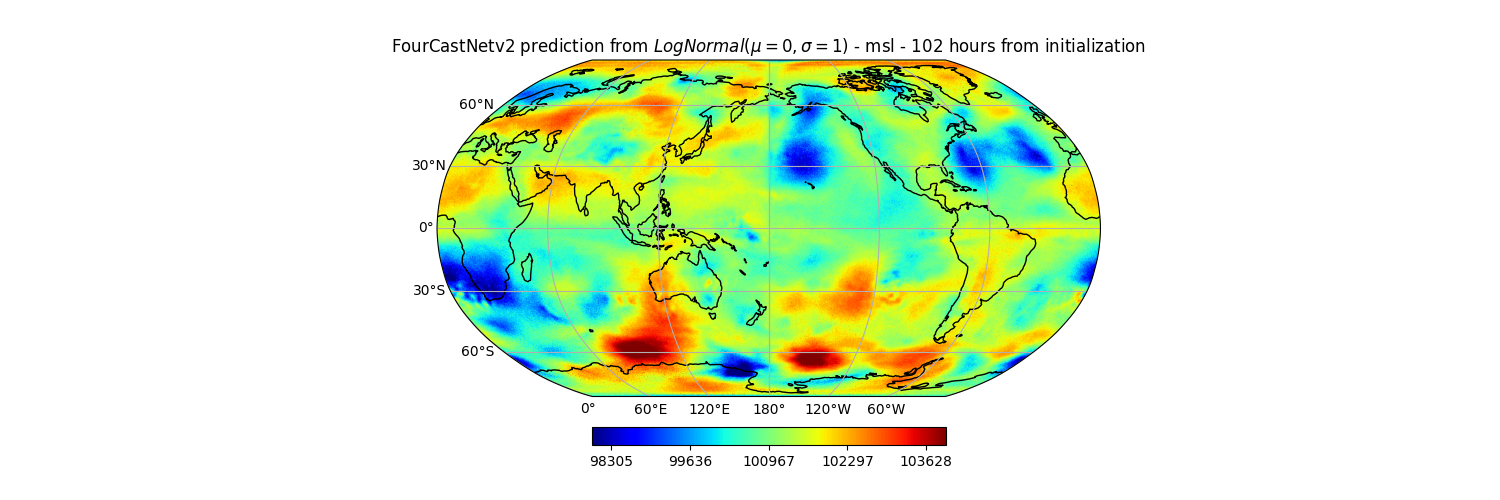 FourCastNetv2 prediction from LogNormal(μ = 0, σ = 1) - msl - 102 hours from initialization
60°N
30°N
0°
30°S
60°S
0° 60°E 120°E 180° 120°W 60°W
98305 99636 100967 102297 103628